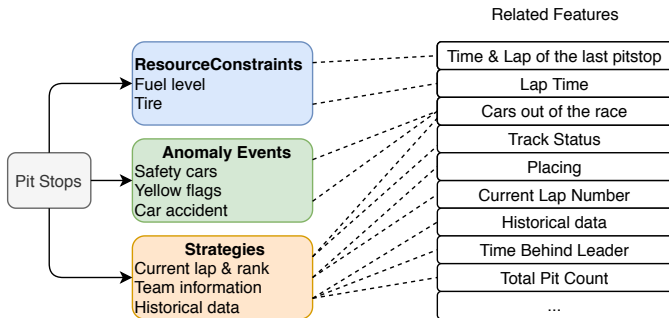 Related Features
Pit Stops
ResourceConstraints
Fuel level
Tire
Anomaly Events
Safety cars
Yellow flags
Car accident
Strategies
Current lap & rank
Team information
Historical data
Time & Lap of the last pitstop
Lap Time
Cars out of the race
Track Status
Placing
Current Lap Number
Historical data
Time Behind Leader
Total Pit Count
...